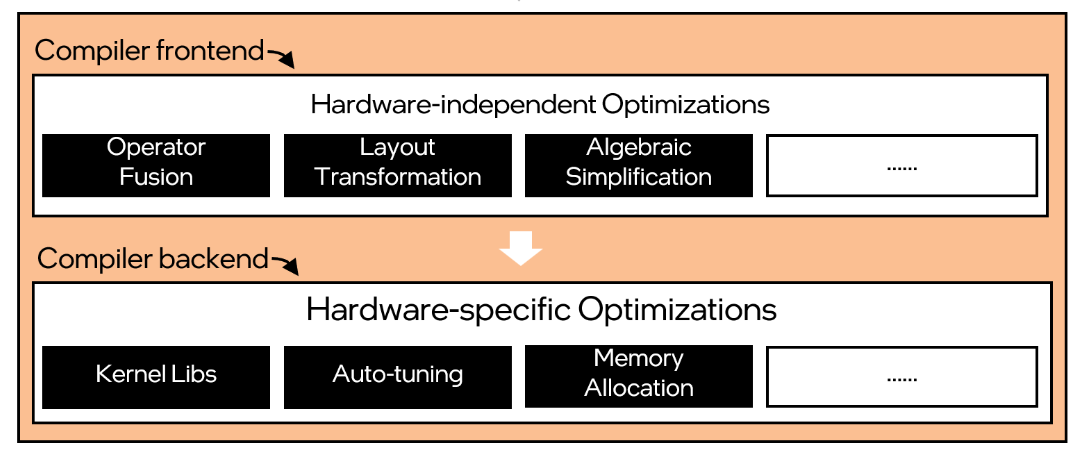 Compiler frontend
Hardware-independent Optimizations
Operator
Fusion
Layout
Transformation
Algebraic
Simplification
......
Compiler backend
Hardware-specific Optimizations
Kernel Libs
Auto-tuning
Memory
Allocation
......